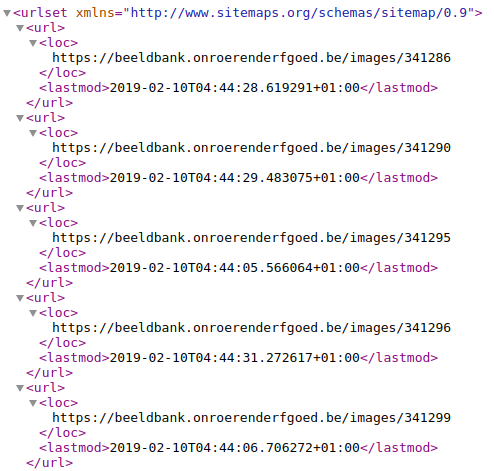 <urlset xmlns="http://www.sitemaps.org/schemas/sitemap/0.9">
<url>
<loc>
https://beeldbank.onroerenderfgoed.be/images/341286
</loc>
<lastmod>2019-02-10T04:44:28.619291+01:00</lastmod>
</url>
<url>
<loc>
https://beeldbank.onroerenderfgoed.be/images/341290
</loc>
<lastmod>2019-02-10T04:44:29.483075+01:00</lastmod>
</url>
<url>
<loc>
https://beeldbank.onroerenderfgoed.be/images/341295
</loc>
<lastmod>2019-02-10T04:44:05.566064+01:00</lastmod>
</url>
<url>
<loc>
https://beeldbank.onroerenderfgoed.be/images/341296
</loc>
<lastmod>2019-02-10T04:44:31.272617+01:00</lastmod>
</url>
<url>
<loc>
https://beeldbank.onroerenderfgoed.be/images/341299
</loc>
<lastmod>2019-02-10T04:44:06.706272+01:00</lastmod>
</url>